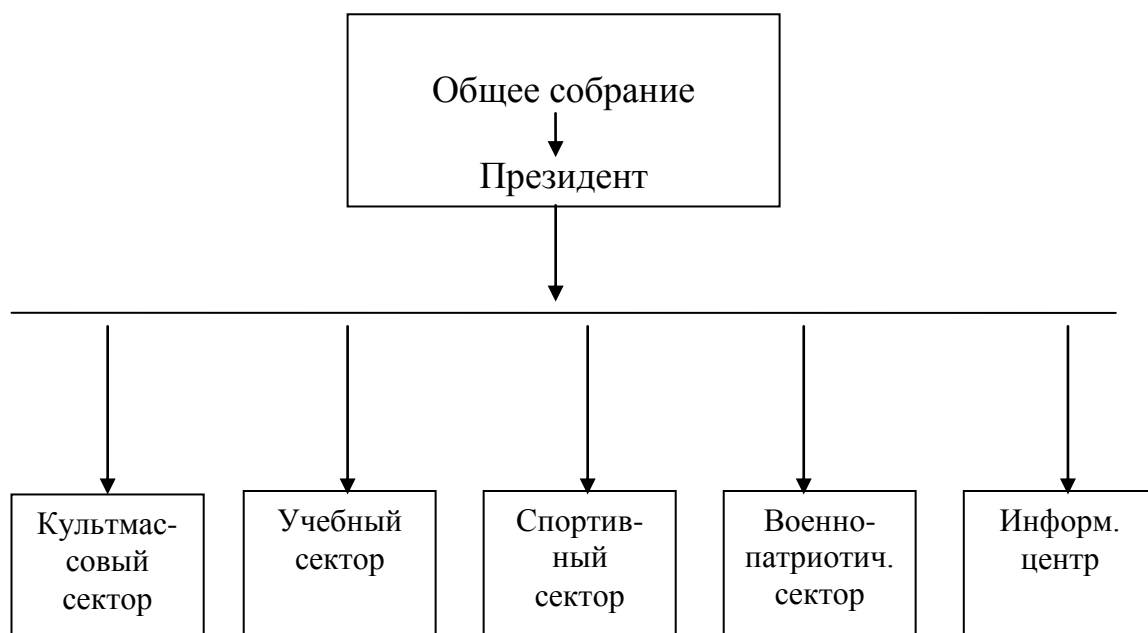 Общее собрание
Президент
Культмас-
совый
сектор
Учебный
сектор
Спортив-
ный
сектор
Военно-
патриотич.
сектор
Информ.
центр